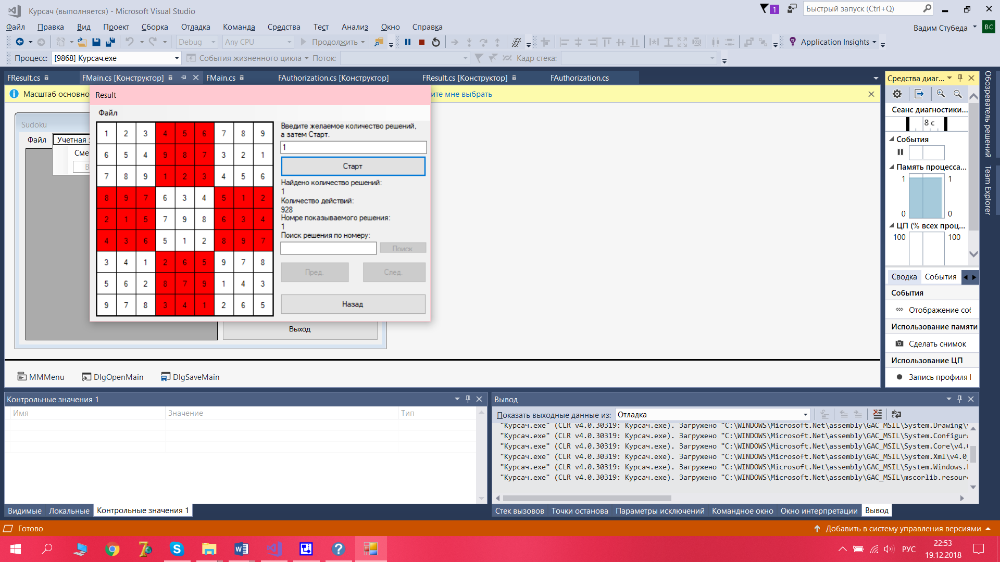 Курсач (выполняется) - Microsoft Visual Studio
1
Быстрый запуск (Ctrl+Q)
Файл Правка Вид Проект Сборка Отладка Команда Средства Тест Анализ Окно Справка
Вадим Стубеда
ВС
Debug Any CPU Продолжить Application Insights
Процесс: [9868] Курсач.exe События жизненного цикла Поток: Кадр стека:
FResult.cs FMain.cs [Конструктор] FMain.cs FAuthorization.cs [Конструктор] FResult.cs [Конструктор] FAuthorization.cs
Масштаб основно
ите мне выбрать
Sudoku
Файл Учетная
Сме
В
Выход
Result
Файл
1 2 3 4 5 6 7 8 9
6 5 4 9 8 7 3 2 1
7 8 9 1 2 3 4 5 6
8 9 7 6 3 4 5 1 2
2 1 5 7 9 8 6 3 4
4 3 6 5 1 2 8 9 7
3 4 1 2 6 5 9 7 8
5 6 2 8 7 9 1 4 3
9 7 8 3 4 1 2 6 5
Введите желаемое количество решений,
а затем Старт.
1
Старт
Найдено количество решений:
1
Количество действий:
928
Номре показываемого решения:
1
Поиск решения по номеру:
Поиск
Пред. След.
Назад
MMMenu DlgOpenMain DlgSaveMain
Средства диаг...
Сеанс диагностики...
8 с
События
Память процесса...
1 1
0 0
ЦП (% всех проц...
100 100
Сводка События
События
Отображение соб
Использование памяти
Сделать снимок
Использование ЦП
Запись профиля
Обозреватель решений
Team Explorer
Контрольные значения 1
Имя Значение Тип
Видимые Локальные Контрольные значения 1
Вывод
Показать выходные данные из: Отладка
"Курсач.exe" (CLR v4.0.30319: Курсач.exe). Загружено "C:\WINDOWS\Microsoft.Net\assembly\GAC_MSIL\System.Drawing\
"Курсач.exe" (CLR v4.0.30319: Курсач.exe). Загружено "C:\WINDOWS\Microsoft.Net\assembly\GAC_MSIL\System.Configura
"Курсач.exe" (CLR v4.0.30319: Курсач.exe). Загружено "C:\WINDOWS\Microsoft.Net\assembly\GAC_MSIL\System.Core\v4.0
"Курсач.exe" (CLR v4.0.30319: Курсач.exe). Загружено "C:\WINDOWS\Microsoft.Net\assembly\GAC_MSIL\System.Xml\v4.0_
"Курсач.exe" (CLR v4.0.30319: Курсач.exe). Загружено "C:\WINDOWS\Microsoft.Net\assembly\GAC_MSIL\System.Windows.
"Курсач.exe" (CLR v4.0.30319: Курсач.exe). Загружено "C:\WINDOWS\Microsoft.Net\assembly\GAC_MSIL\mscorlib.resour
Стек вызовов Точки останова Параметры исключений Командное окно Окно интерпретации Вывод
Готово
Добавить в систему управления версиями
РУС
22:53
19.12.2018